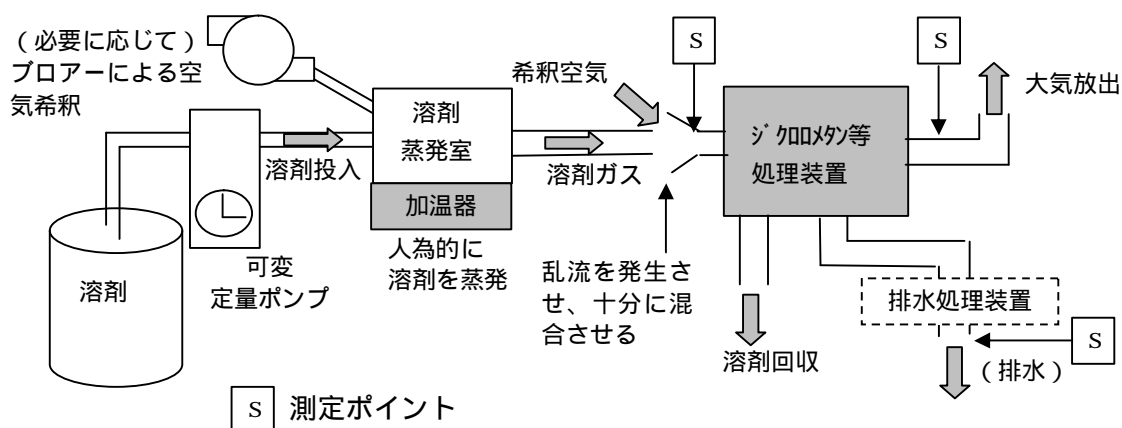 (必要に応じて)
ブロアーによる空
気希釈
S
S
希釈空気
大気放出
溶剤
蒸発室
ジクロロメタン等
処理装置
溶剤投入
溶剤ガス
加温器
人為的に
溶剤を蒸発
可変
定量ポンプ
溶剤
乱流を発生さ
せ、十分に混
合させる
排水処理装置
溶剤回収
S
(排水)
S 測定ポイント